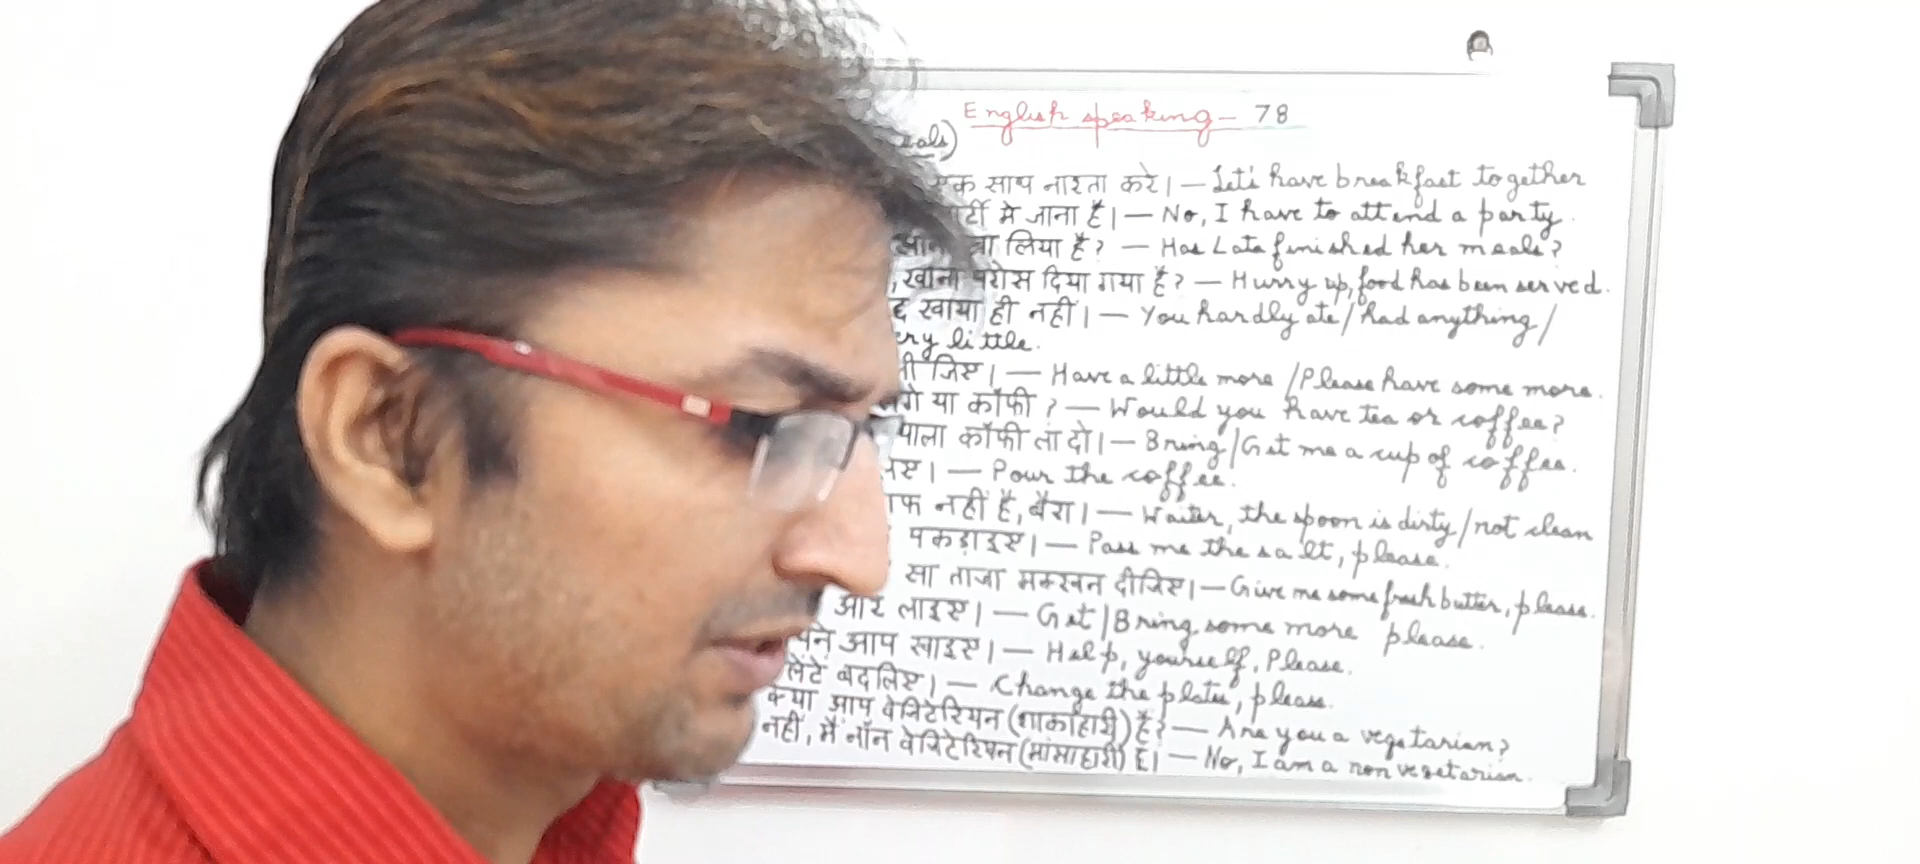 English speaking - 78
eals)
एक साथ नाश्ता करे। — Let's have breakfast together
पार्टी मे जाना है। — No, I have to attend a party.
लिया है? — Has Lata finished her meals?
, खाना परोस दिया गया है? — Hurry up, food has been served.
खाया ही नहीं। — You hardly ate/had anything/
ery little.
लीजिए। — Have a little more /Please have some more.
लेंगे या कॉफी ? — Would you have tea or coffee?
प्याला कॉफी ला दो। — Bring/Get me a cup of coffee.
— Pour the coffee.
साफ नहीं है, बैरा। — Waiter, the spoon is dirty/not clean
पकड़ाइए। — Pass me the salt, please.
सा ताजा मक्खन दीजिए। — Give me some fresh butter, please.
और लाइए। — Get|Bring some more please.
आप खाइए। — Help, yourself, Please.
प्लेटें बदलिए। — Change the plates, please.
क्या आप वेजिटेरियन (शाकाहारी) है? — Are you a vegetarian?
नहीं, मैं नॉन वेजिटेरियन (मांसाहारी) हूँ। — No, I am a non vegetarian.